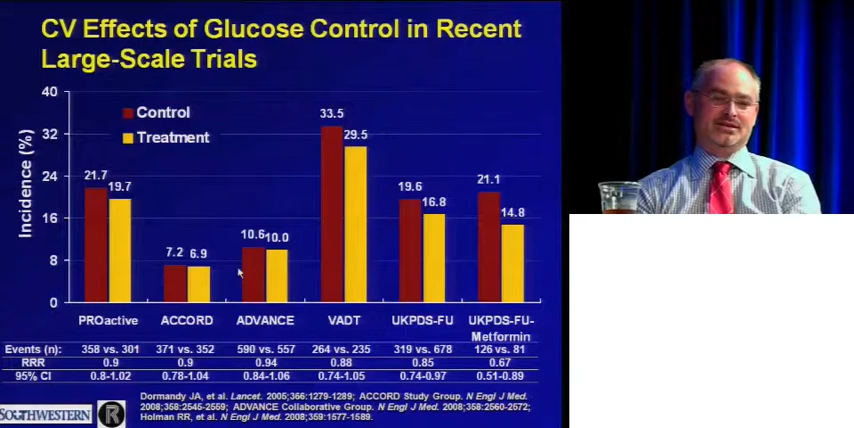 CV Effects of Glucose Control in Recent
Large-Scale Trials
Incidence (%)
40
32
24
16
8
0
Control
Treatment
21.7
19.7
7.2 6.9
10.6 10.0
33.5
29.5
19.6
16.8
21.1
14.8
PROactive ACCORD ADVANCE VADT UKPDS-FU UKPDS-FU-
Metformin
Events (n): 358 vs. 301 371 vs. 352 590 vs. 557 264 vs. 235 319 vs. 678 126 vs. 81
RRR 0.9 0.9 0.94 0.88 0.85 0.67
95% CI 0.8-1.02 0.78-1.04 0.84-1.06 0.74-1.05 0.74-0.97 0.51-0.89
Dormandy JA, et al. Lancet. 2005;366:1279-1289; ACCORD Study Group. N Engl J Med.
2008;358:2545-2559; ADVANCE Collaborative Group. N Engl J Med. 2008;358:2560-2572;
Holman RR, et al. N Engl J Med. 2008;359:1577-1589.
SOUTHWESTERN
R